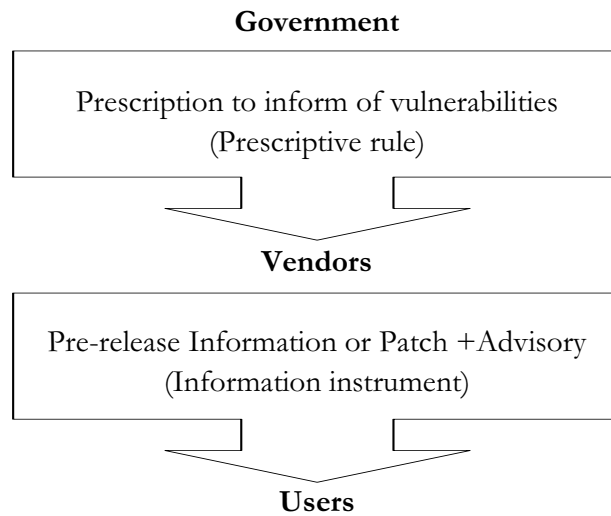 Government
Prescription to inform of vulnerabilities
(Prescriptive rule)
Vendors
Pre-release Information or Patch +Advisory
(Information instrument)
Users